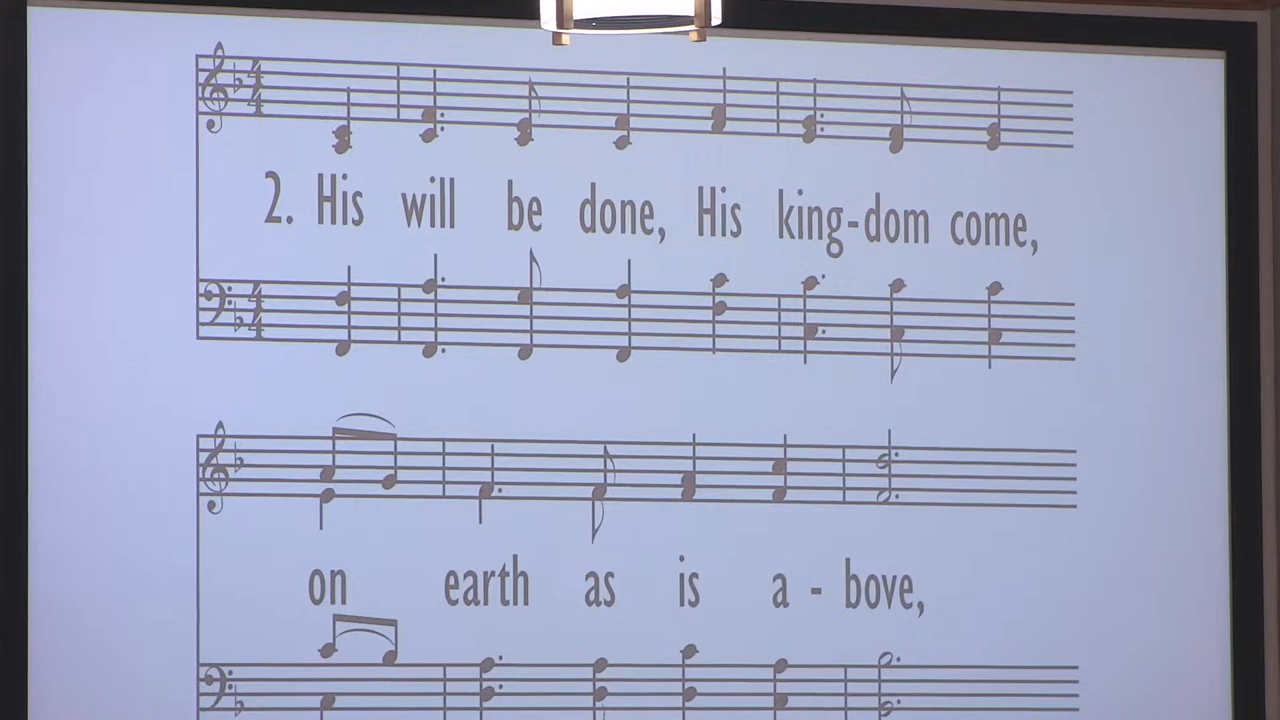 2. His will be done, His king-dom come,
on earth as is a - bove,